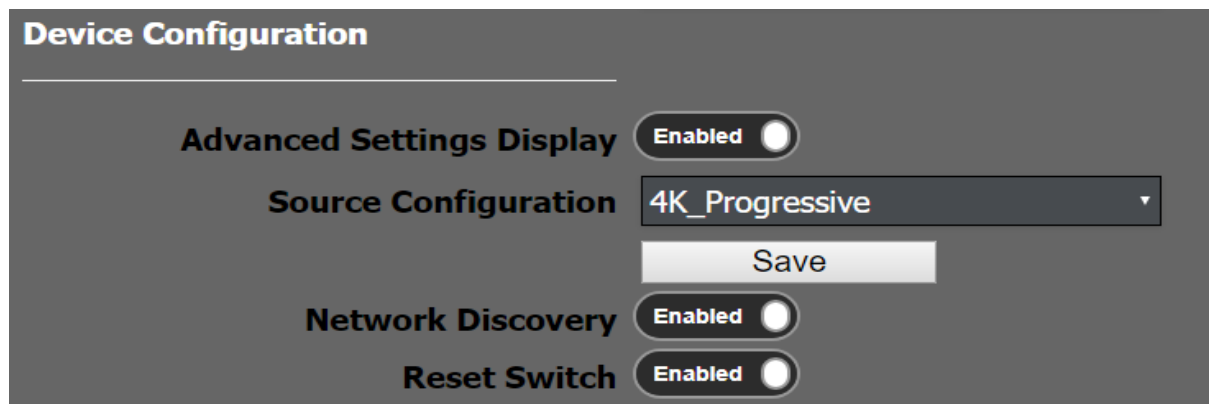 Device Configuration
Advanced Settings Display Enabled
Source Configuration 4K_Progressive
Save
Network Discovery Enabled
Reset Switch Enabled